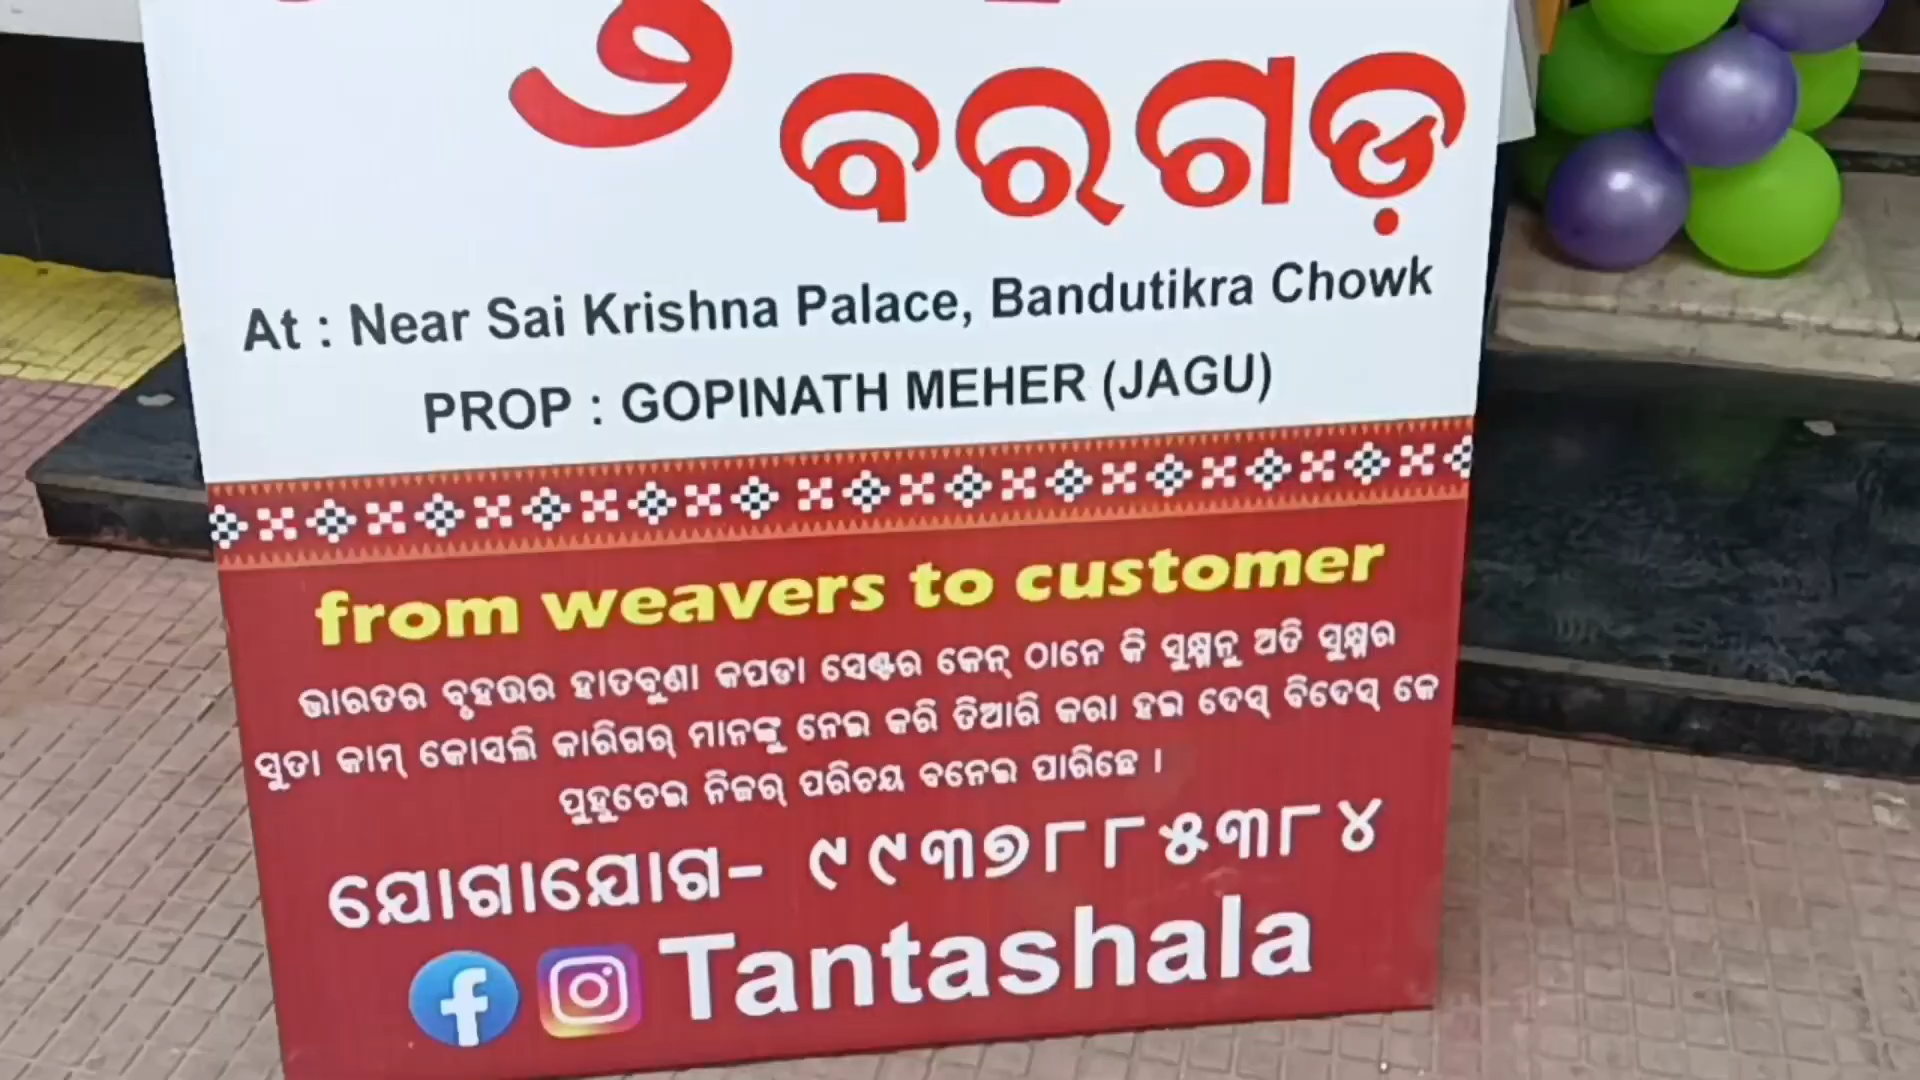 ବରଗଡ଼
At : Near Sai Krishna Palace, Bandutikra Chowk
PROP : GOPINATH MEHER (JAGU)
from weavers to customer
ଭାରତର ବୃହତ୍ତର ହାତବୁଣା କପଡା ସେଣ୍ଟର କେନ୍ ଠାନେ କି ସୁକ୍ଷ୍ମନୁ ଅତି ସୁକ୍ଷ୍ମର
ସୁତା କାମ୍ କୋସଲି କାରିଗର୍ ମାନଙ୍କୁ ନେଇ କରି ତିଆରି କରା ହଇ ଦେସ୍ ବିଦେସ୍ କେ
ପୁହୁଚେଇ ନିଜର୍ ପରିଚୟ ବନେଇ ପାରିଛେ ।
ଯୋଗାଯୋଗ- ୯୯୩୭୮୮୫୩୮୪
Tantashala